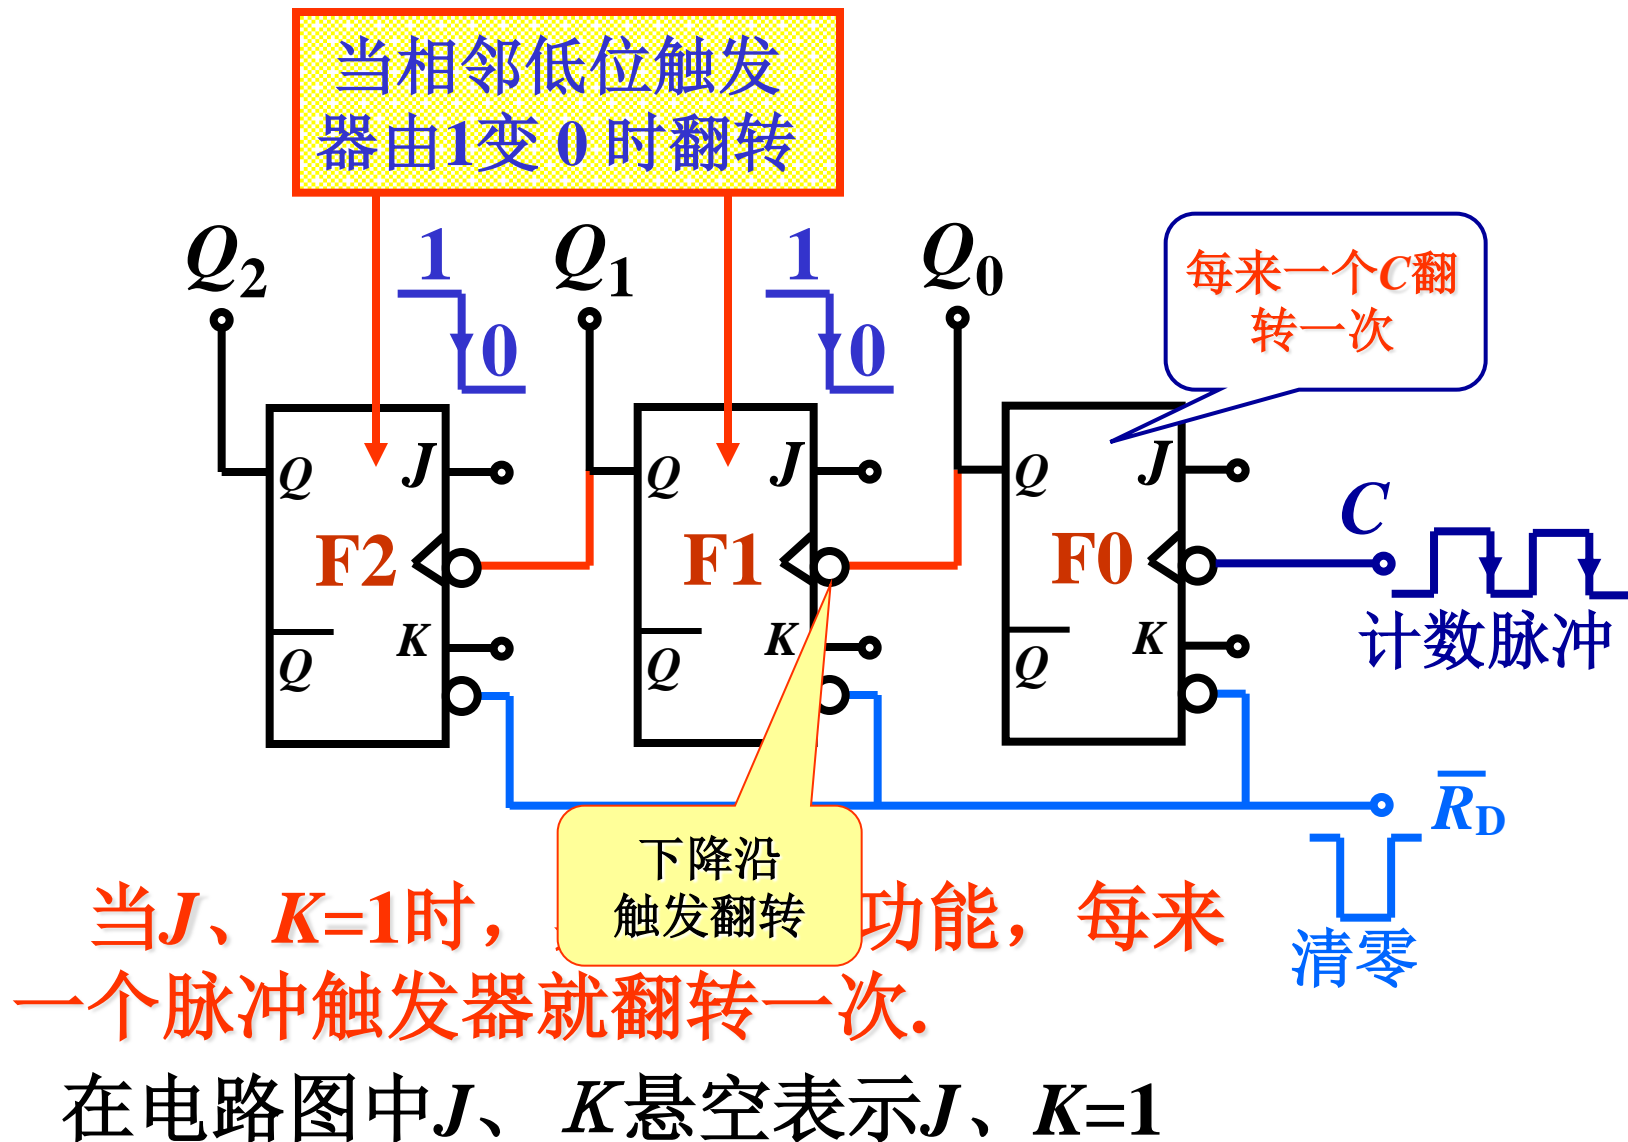 当相邻低位触发
器由1变 0 时翻转
Q2
1
0
Q1
1
0
Q0
每来一个C翻
转一次
Q
J
F2
K
Q
Q
J
F1
K
Q
Q
J
F0
K
Q
C
计数脉冲
RD
清零
下降沿
触发翻转
当J、K=1时，
功能，每来
一个脉冲触发器就翻转一次.
在电路图中J、 K悬空表示J、K=1